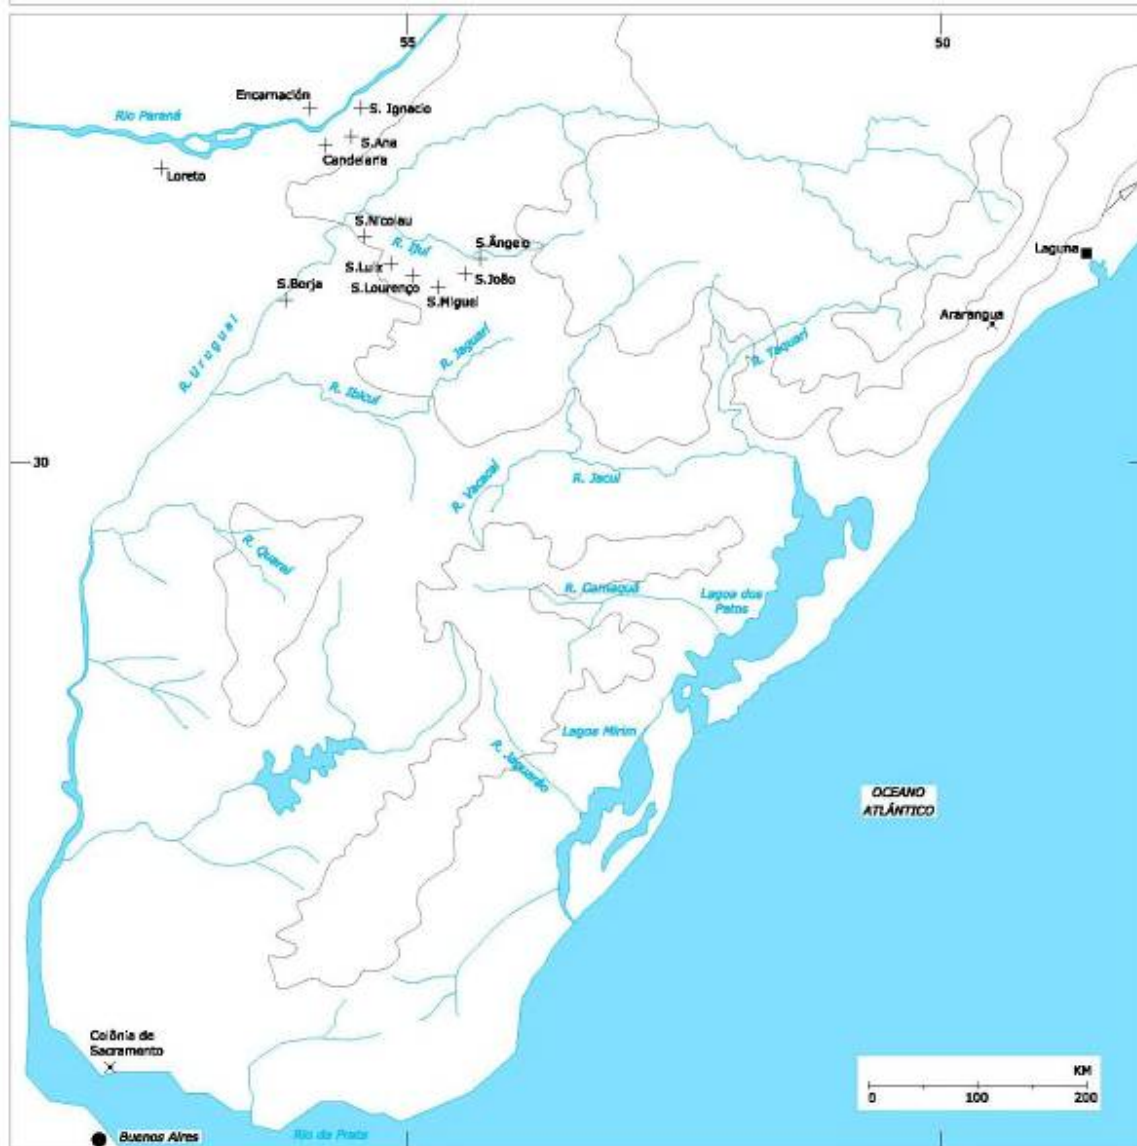 55
50
Encarnación
S. Ignacio
Rio Paraná
S.Ana
Candelaria
Loreto
S.Nicolau
R. Ijuí
S.Ângelo
Laguna
S.Luiz
S.João
S.Borja
S.Lourenço
S.Miguel
Ararangua
R. Uruguai
R. Jaguari
R. Taquari
R. Ibicuí
30
R. Vacacaí
R. Jacuí
R. Quaraí
R. Camaquã
Lagoa dos
Patos
Lagoa Mirim
R. Jaguarão
OCEANO
ATLÂNTICO
Colônia de
Sacramento
KM
0
100
200
Buenos Aires
Rio da Prata